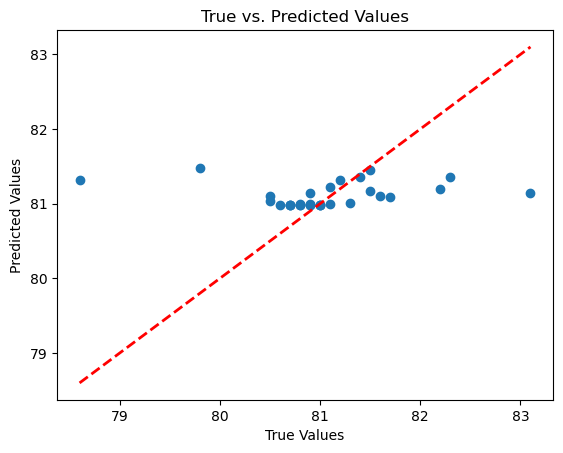 True vs. Predicted Values
83
82
81
80
79
Predicted Values
79 80 81 82 83
True Values